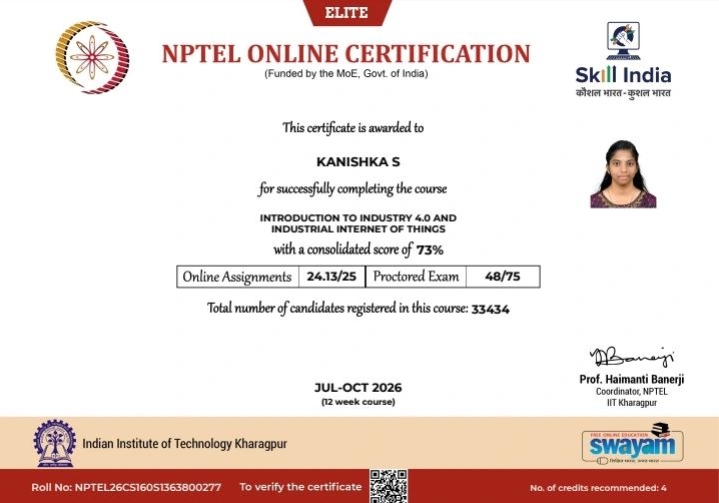 ELITE
NPTEL ONLINE CERTIFICATION
(Funded by the MoE, Govt. of India)
Skill India
कौशल भारत - कुशल भारत
This certificate is awarded to
KANISHKA S
for successfully completing the course
INTRODUCTION TO INDUSTRY 4.0 AND
INDUSTRIAL INTERNET OF THINGS
with a consolidated score of 73%
Online Assignments 24.13/25 Proctored Exam 48/75
Total number of candidates registered in this course: 33434
JUL-OCT 2026
(12 week course)
Prof. Haimanti Banerji
Coordinator, NPTEL
IIT Kharagpur
Indian Institute of Technology Kharagpur
FREE ONLINE EDUCATION
swayam
Roll No: NPTEL26CS160S1363800277 To verify the certificate No. of credits recommended: 4